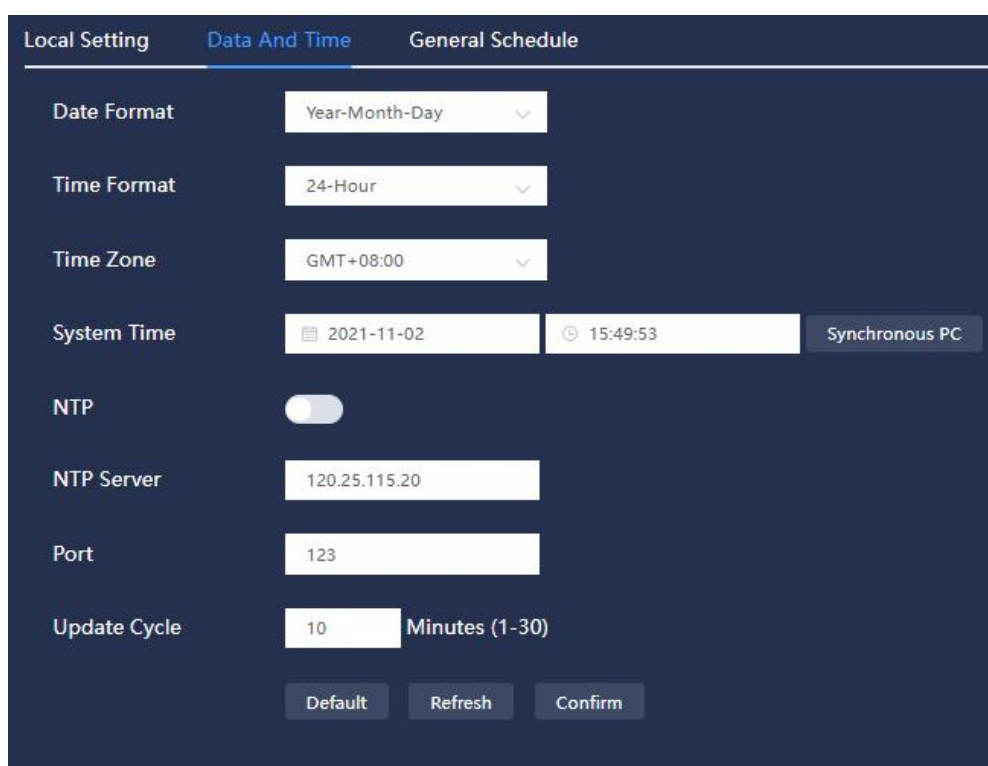 Local Setting Data And Time General Schedule
Date Format Year-Month-Day
Time Format 24-Hour
Time Zone GMT+08:00
System Time 2021-11-02 15:49:53 Synchronous PC
NTP
NTP Server 120.25.115.20
Port 123
Update Cycle 10 Minutes (1-30)
Default Refresh Confirm